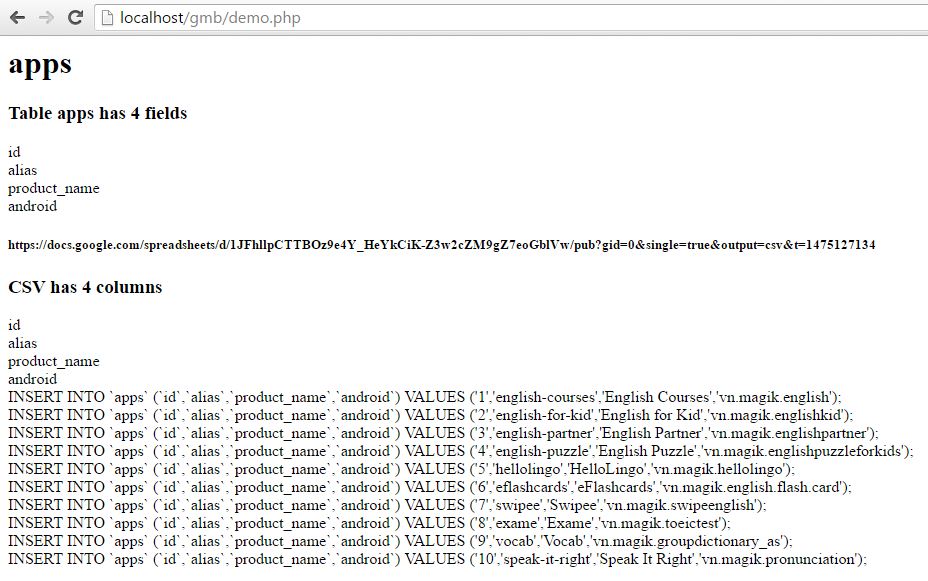 localhost/gmb/demo.php
apps
Table apps has 4 fields
id
alias
product_name
android
https://docs.google.com/spreadsheets/d/1JFhllpCTTBOz9e4Y_HeYkCiK-Z3w2cZM9gZ7eoGblVw/pub?gid=0&single=true&output=csv&t=1475127134
CSV has 4 columns
id
alias
product_name
android
INSERT INTO `apps` (`id`,`alias`,`product_name`,`android`) VALUES ('1','english-courses','English Courses','vn.magik.english');
INSERT INTO `apps` (`id`,`alias`,`product_name`,`android`) VALUES ('2','english-for-kid','English for Kid','vn.magik.englishkid');
INSERT INTO `apps` (`id`,`alias`,`product_name`,`android`) VALUES ('3','english-partner','English Partner','vn.magik.englishpartner');
INSERT INTO `apps` (`id`,`alias`,`product_name`,`android`) VALUES ('4','english-puzzle','English Puzzle','vn.magik.englishpuzzleforkids');
INSERT INTO `apps` (`id`,`alias`,`product_name`,`android`) VALUES ('5','hellolingo','HelloLingo','vn.magik.hellolingo');
INSERT INTO `apps` (`id`,`alias`,`product_name`,`android`) VALUES ('6','eflashcards','eFlashcards','vn.magik.english.flash.card');
INSERT INTO `apps` (`id`,`alias`,`product_name`,`android`) VALUES ('7','swipee','Swipee','vn.magik.swipeenglish');
INSERT INTO `apps` (`id`,`alias`,`product_name`,`android`) VALUES ('8','exame','Exame','vn.magik.toeictest');
INSERT INTO `apps` (`id`,`alias`,`product_name`,`android`) VALUES ('9','vocab','Vocab','vn.magik.groupdictionary_as');
INSERT INTO `apps` (`id`,`alias`,`product_name`,`android`) VALUES ('10','speak-it-right','Speak It Right','vn.magik.pronunciation');